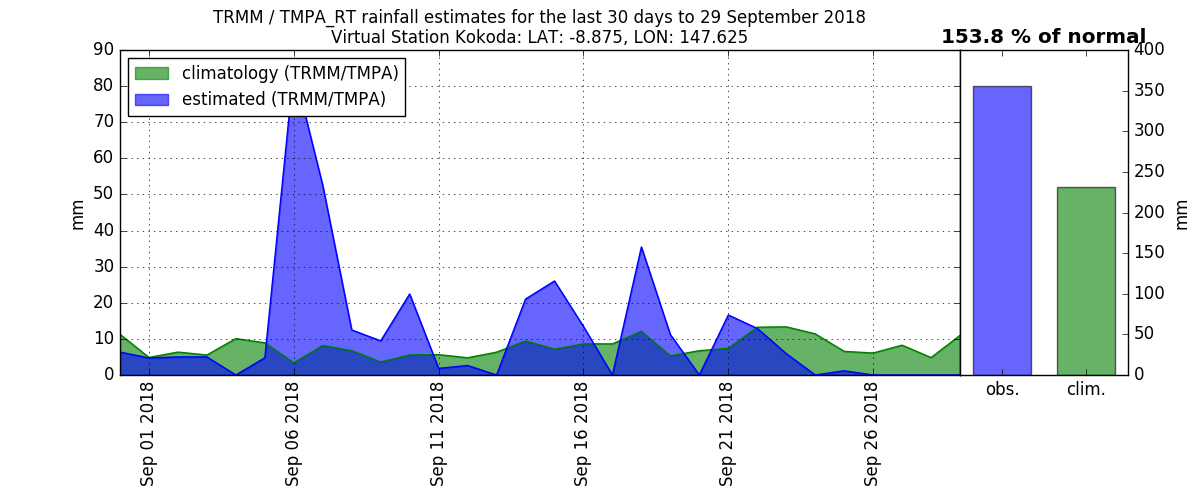 TRMM / TMPA_RT rainfall estimates for the last 30 days to 29 September 2018
Virtual Station Kokoda: LAT: -8.875, LON: 147.625
153.8 % of normal
climatology (TRMM/TMPA)
estimated (TRMM/TMPA)
90
80
70
60
50
40
30
20
10
0
mm
Sep 01 2018
Sep 06 2018
Sep 11 2018
Sep 16 2018
Sep 21 2018
Sep 26 2018
400
350
300
250
200
150
100
50
0
mm
obs.
clim.